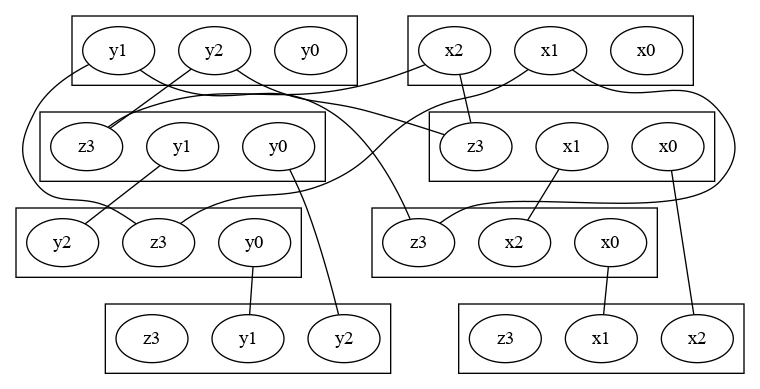 y1 y2 y0 x2 x1 x0
z3 y1 y0 z3 x1 x0
y2 z3 y0 z3 x2 x0
z3 y1 y2 z3 x1 x2